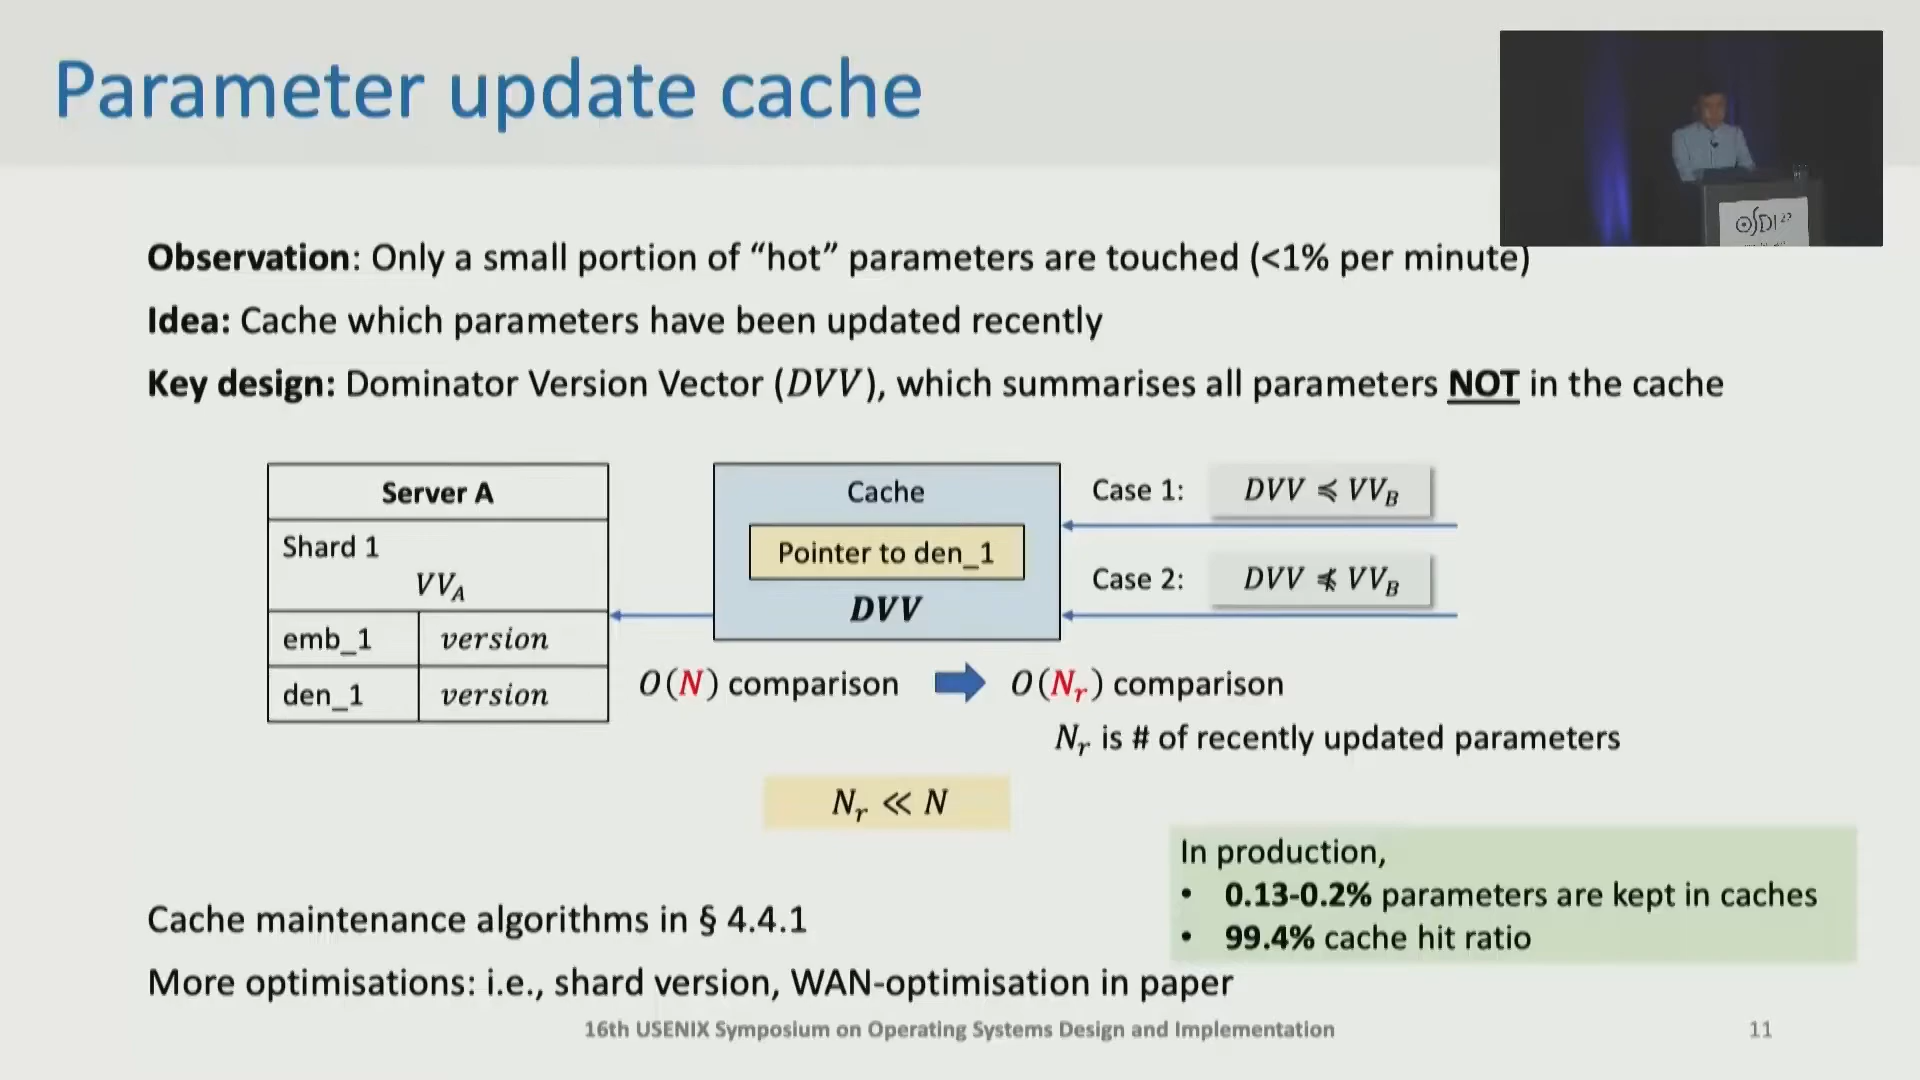 Parameter update cache
OSDI '22
Observation: Only a small portion of “hot” parameters are touched (<1% per minute)
Idea: Cache which parameters have been updated recently
Key design: Dominator Version Vector (DVV), which summarises all parameters NOT in the cache
Server A
Shard 1
VV_A
emb_1 version
den_1 version
Cache
Pointer to den_1
DVV
Case 1: DVV ≼ VV_B
Case 2: DVV ⋠ VV_B
O(N) comparison O(N_r) comparison
N_r is # of recently updated parameters
N_r ≪ N
In production,
• 0.13-0.2% parameters are kept in caches
• 99.4% cache hit ratio
Cache maintenance algorithms in § 4.4.1
More optimisations: i.e., shard version, WAN-optimisation in paper
16th USENIX Symposium on Operating Systems Design and Implementation
11